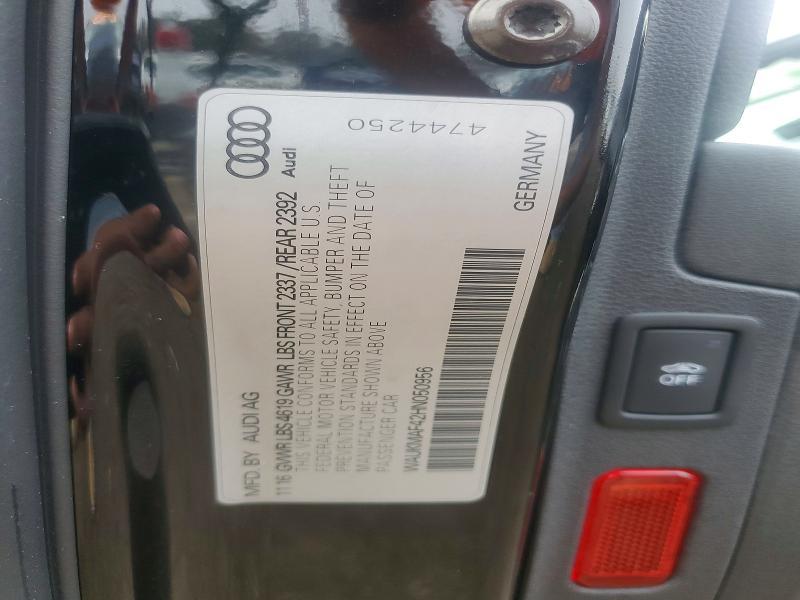 MFD. BY AUDI AG
11 16 GVWR LBS 4619 GAWR LBS FRONT 2337 / REAR 2392
THIS VEHICLE CONFORMS TO ALL APPLICABLE U.S.
FEDERAL MOTOR VEHICLE SAFETY, BUMPER AND THEFT
PREVENTION STANDARDS IN EFFECT ON THE DATE OF
MANUFACTURE SHOWN ABOVE
PASSENGER CAR
WAUKMAF42HN050956
Audi
4744250
GERMANY
OFF